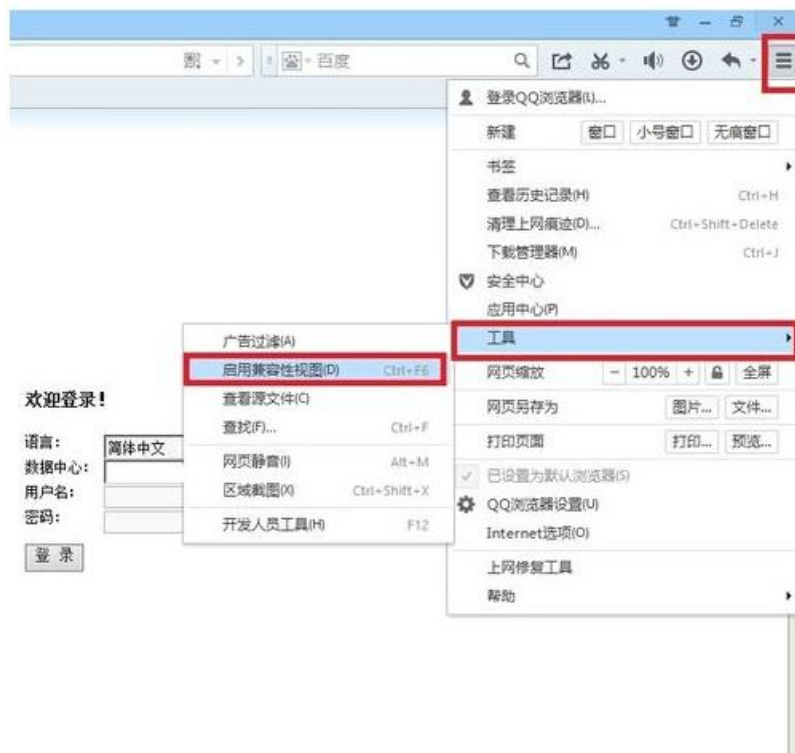 百度
登录QQ浏览器(L)...
新建 窗口 小号窗口 无痕窗口
书签
查看历史记录(H) Ctrl+H
清理上网痕迹(D)... Ctrl+Shift+Delete
下载管理器(M) Ctrl+J
安全中心
应用中心(P)
工具
网页缩放 - 100% + 全屏
网页另存为 图片... 文件...
打印页面 打印... 预览...
已设置为默认浏览器(S)
QQ浏览器设置(U)
Internet选项(O)
上网修复工具
帮助
广告过滤(A)
启用兼容性视图(D) Ctrl+F6
查看源文件(C)
查找(F)... Ctrl+F
网页静音(I) Alt+M
区域截图(X) Ctrl+Shift+X
开发人员工具(H) F12
欢迎登录!
语言: 简体中文
数据中心:
用户名:
密码:
登 录